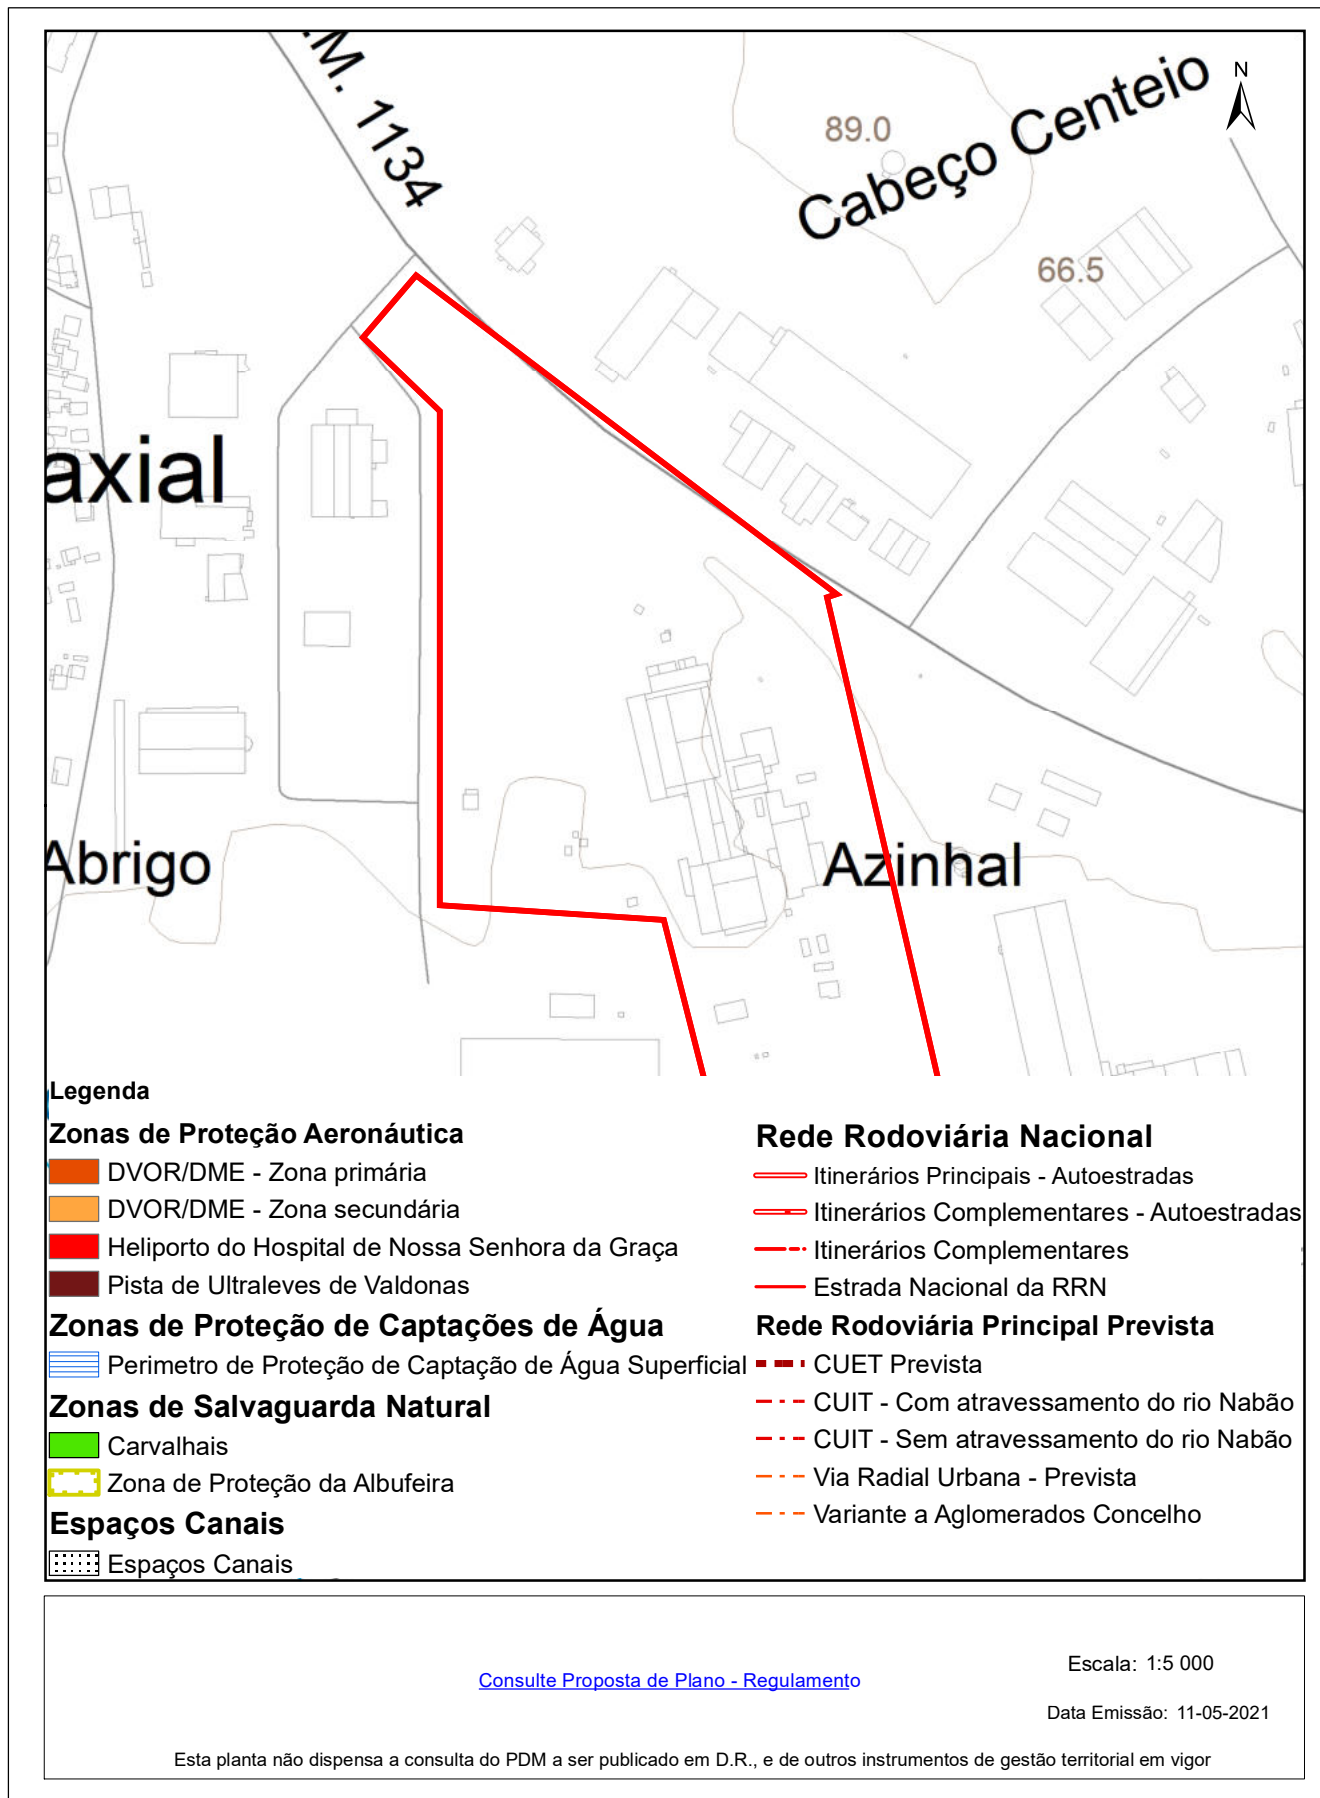 .M. 1134
N
89.0
Cabeço Centeio
66.5
axial
Abrigo
Azinhal
Legenda
Zonas de Proteção Aeronáutica
DVOR/DME - Zona primária
DVOR/DME - Zona secundária
Heliporto do Hospital de Nossa Senhora da Graça
Pista de Ultraleves de Valdonas
Zonas de Proteção de Captações de Água
Perimetro de Proteção de Captação de Água Superficial
Zonas de Salvaguarda Natural
Carvalhais
Zona de Proteção da Albufeira
Espaços Canais
Espaços Canais
Rede Rodoviária Nacional
Itinerários Principais - Autoestradas
Itinerários Complementares - Autoestradas
Itinerários Complementares
Estrada Nacional da RRN
Rede Rodoviária Principal Prevista
CUET Prevista
CUIT - Com atravessamento do rio Nabão
CUIT - Sem atravessamento do rio Nabão
Via Radial Urbana - Prevista
Variante a Aglomerados Concelho
Consulte Proposta de Plano - Regulamento
Escala: 1:5 000
Data Emissão: 11-05-2021
Esta planta não dispensa a consulta do PDM a ser publicado em D.R., e de outros instrumentos de gestão territorial em vigor